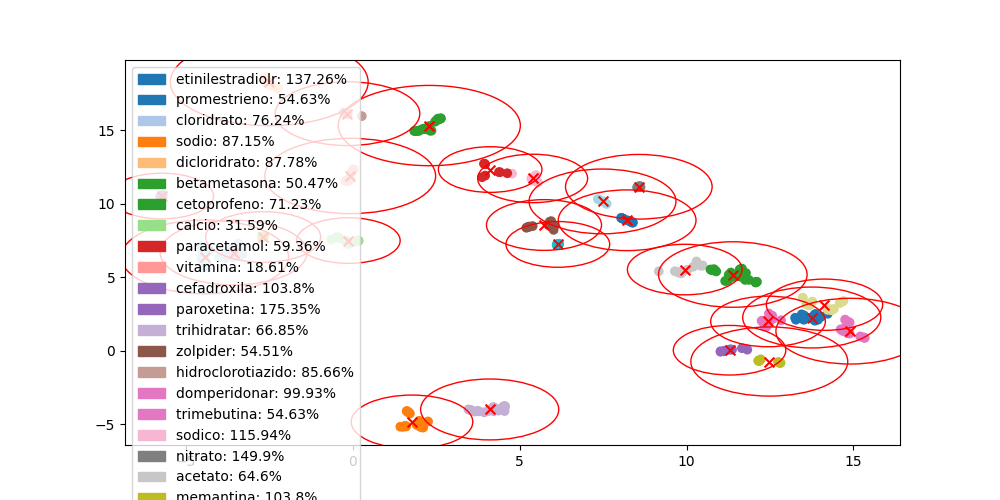 etinilestradiolr: 137.26%
promestrieno: 54.63%
cloridrato: 76.24%
sodio: 87.15%
dicloridrato: 87.78%
betametasona: 50.47%
cetoprofeno: 71.23%
calcio: 31.59%
paracetamol: 59.36%
vitamina: 18.61%
cefadroxila: 103.8%
paroxetina: 175.35%
trihidratar: 66.85%
zolpider: 54.51%
hidroclorotiazido: 85.66%
domperidonar: 99.93%
trimebutina: 54.63%
sodico: 115.94%
nitrato: 149.9%
acetato: 64.6%
memantina: 103.8%
15
10
5
0
−5
−5 0 5 10 15